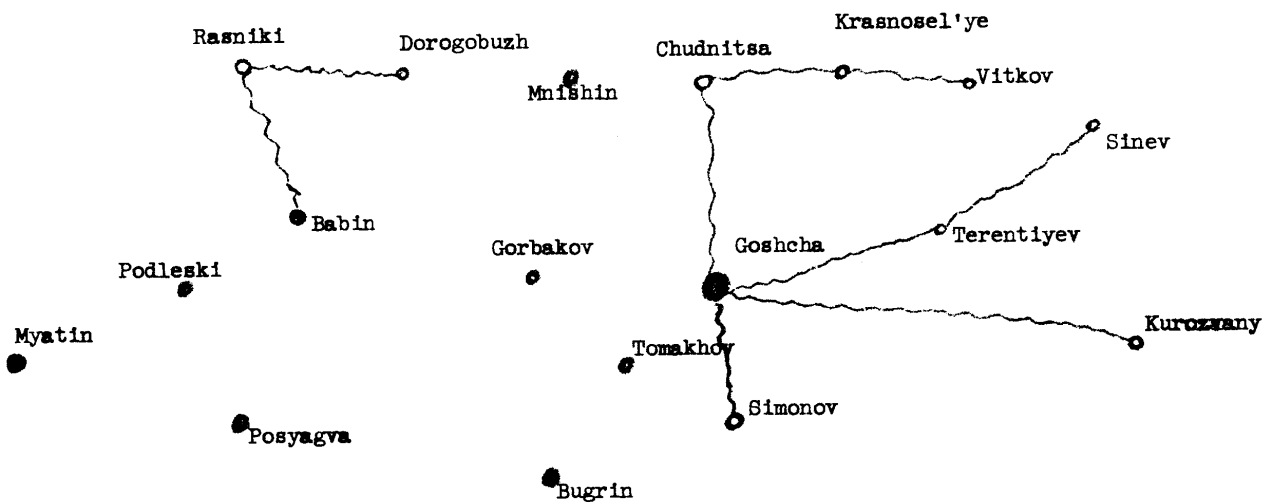 Krasnosel'ye
Rasniki
Dorogobuzh
Chudnitsa
Mnishin
Vitkov
Sinev
Babin
Gorbakov
Goshcha
Terentiyev
Podleski
Myatin
Tomakhov
Kurozvany
Simonov
Posyagva
Bugrin